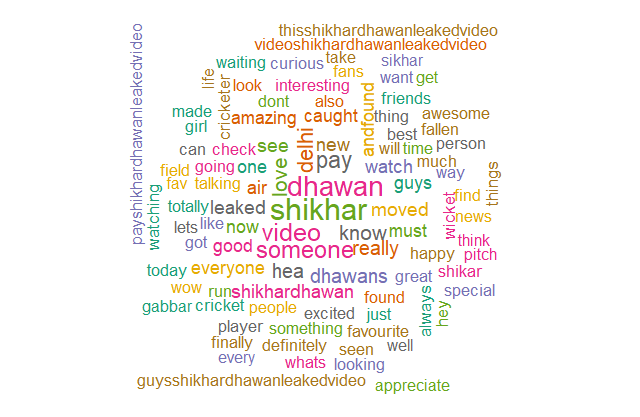 thisshikhardhawanleakedvideo
videoshikhardhawanleakedvideo
payshikhardhawanleakedvideo
waiting curious take sikhar
fans
life
look interesting want get
cricketer
dont also friends
made amazing caught thing awesome
andfound
girl best fallen
delhi
can check see new will time person
going one love pay watch much way
field
fav talking air dhawan guys things
watching
totally leaked shikhar moved wicket find
news
lets like now video know must
got good someone really happy think
pitch
today everyone hea dhawans great shikar
wow run shikhardhawan found always special
gabbar cricket people excited just hey
player something favourite
finally definitely seen well
every whats looking
guysshikhardhawanleakedvideo appreciate